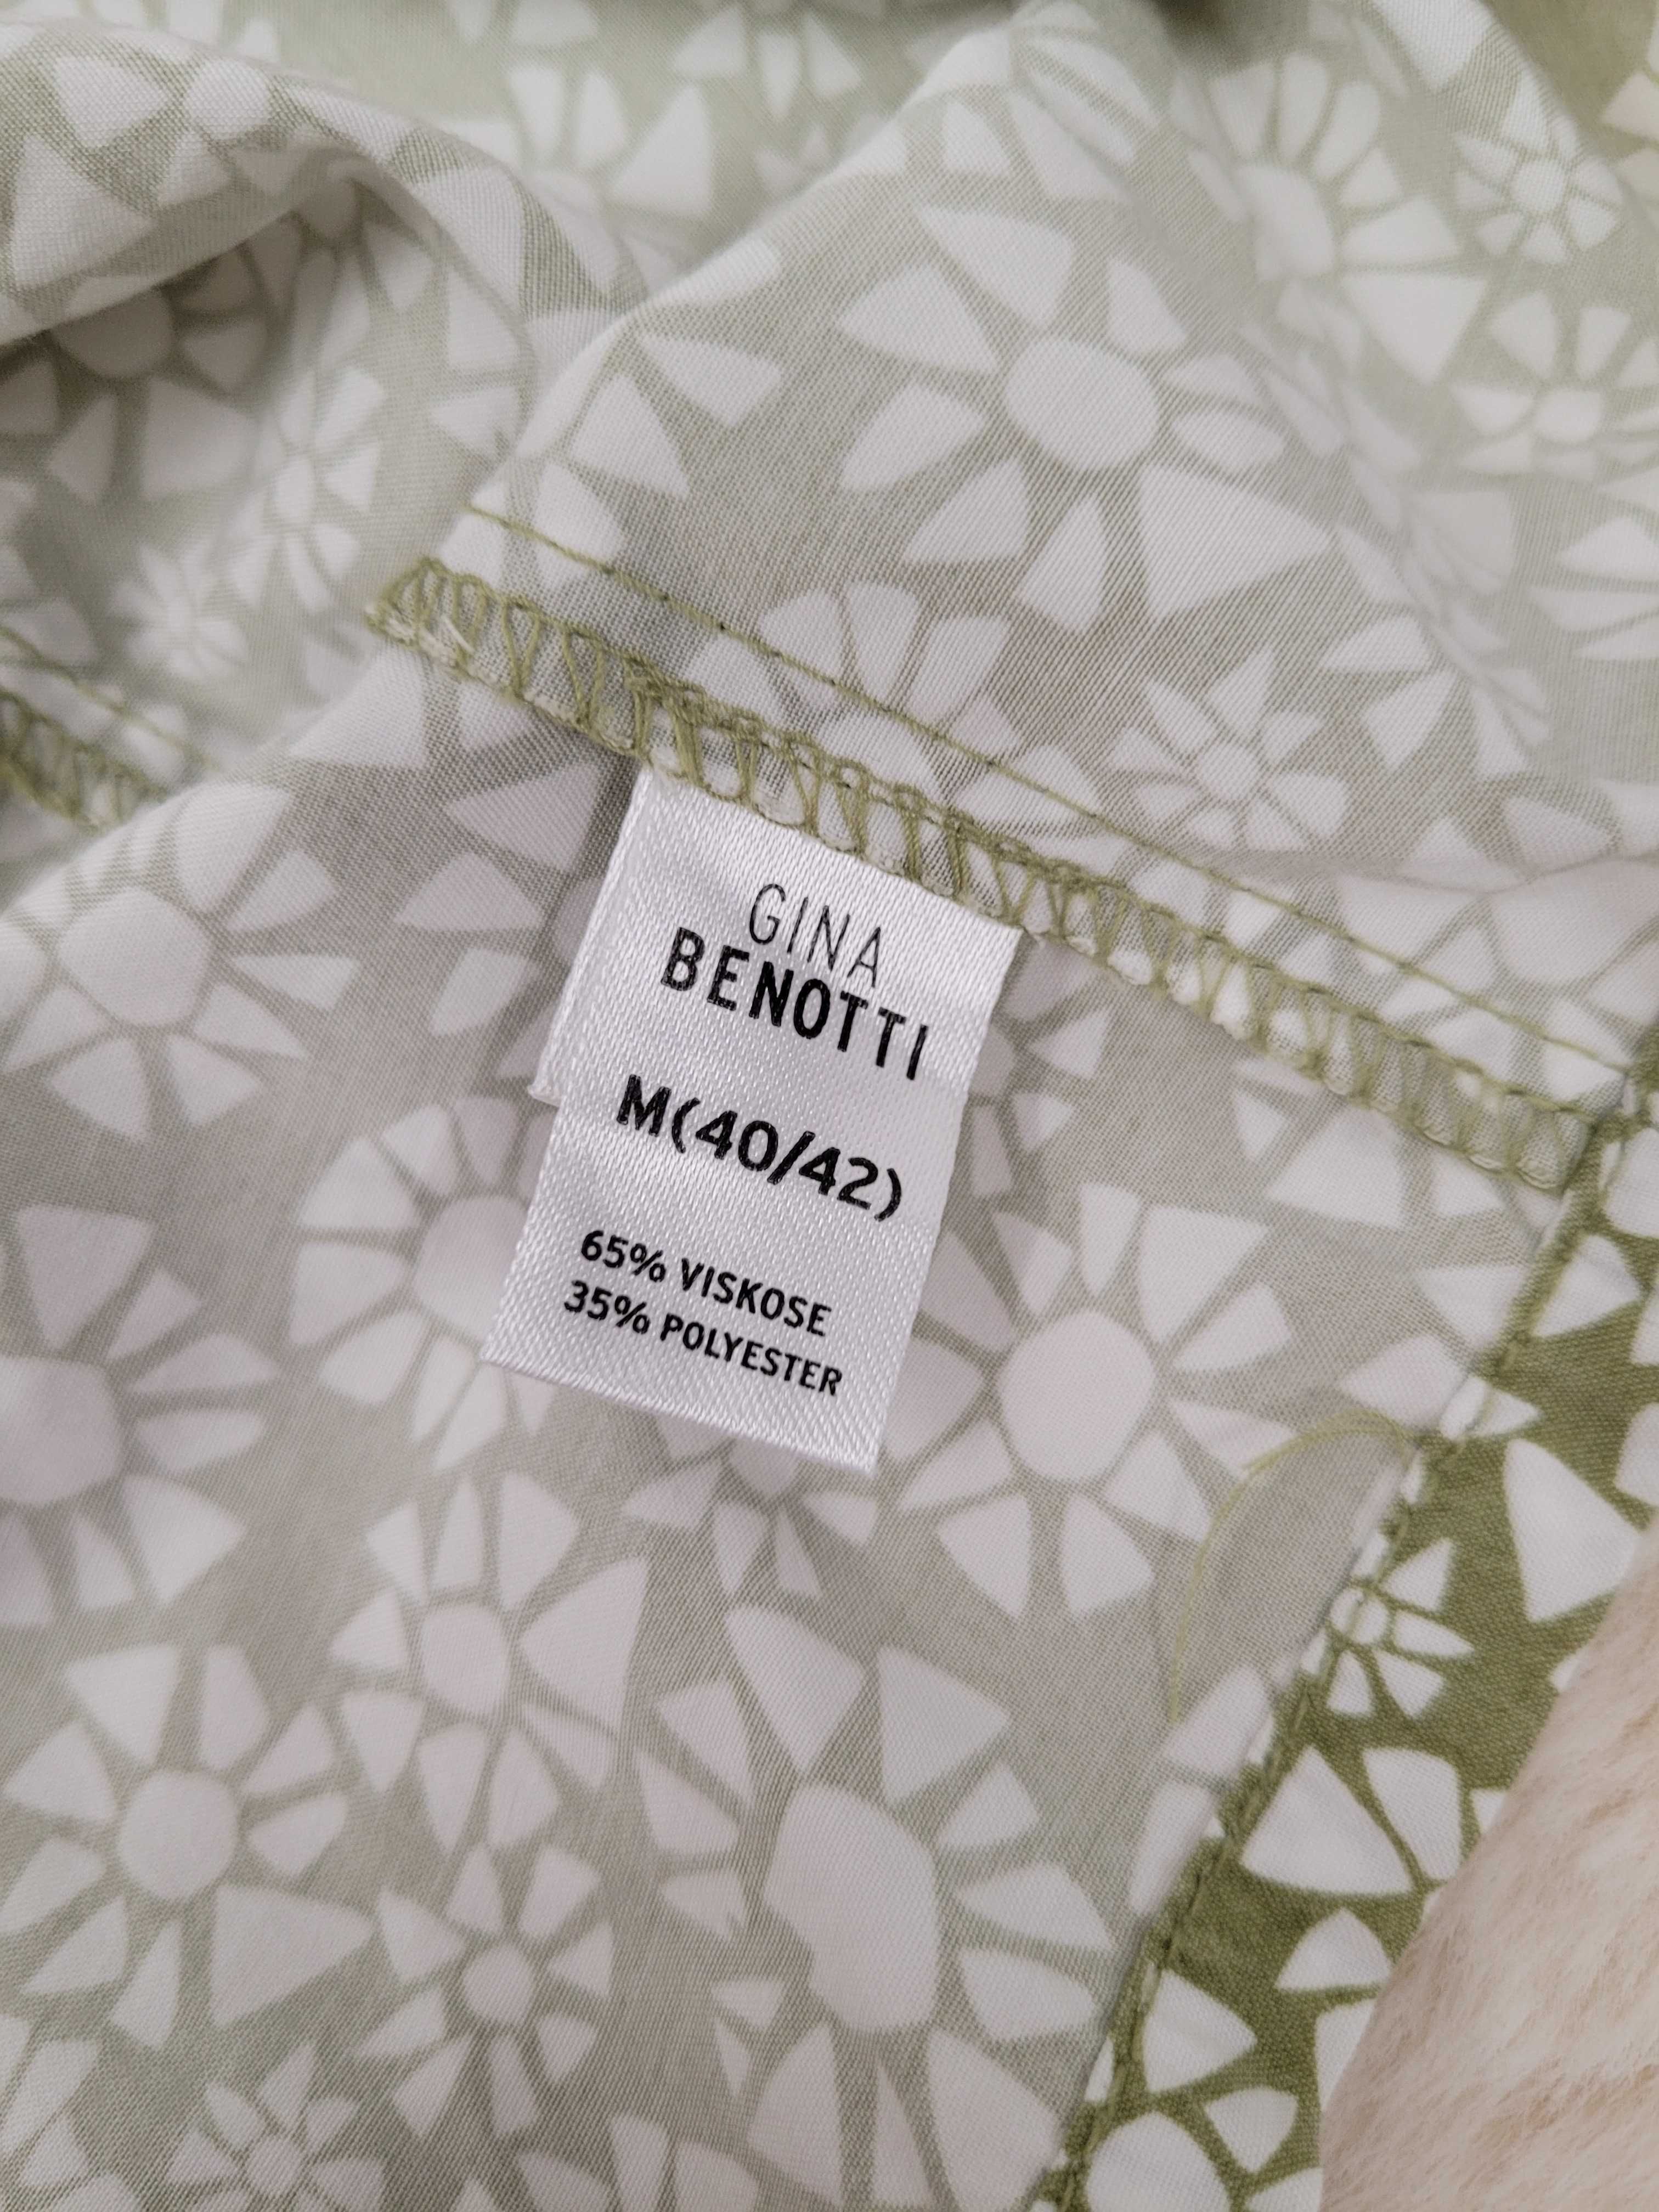 GINA
BENOTTI
M(40/42)
65% VISKOSE
35% POLYESTER